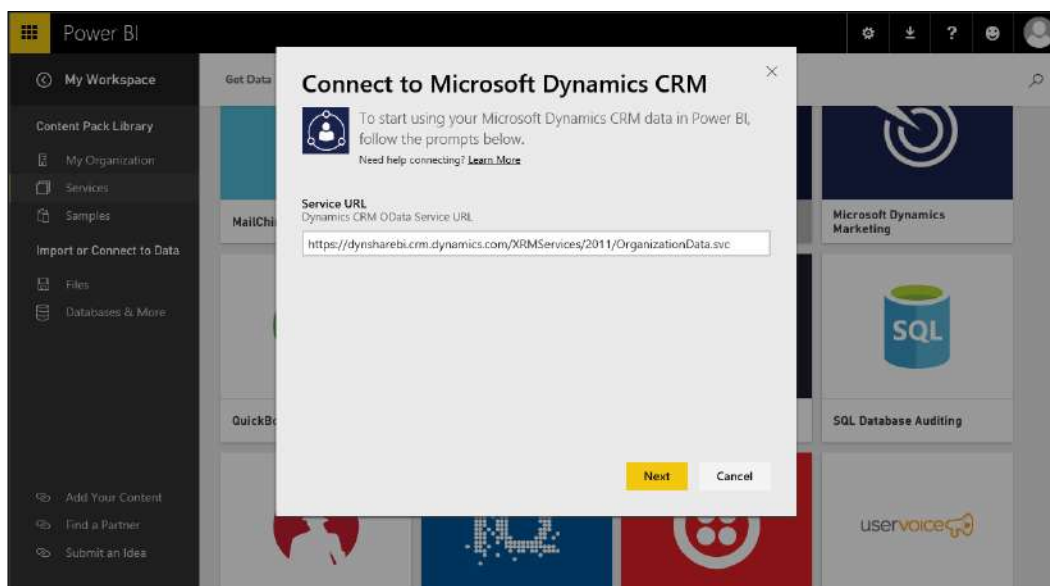 Power BI
?
My Workspace
Get Data
Content Pack Library
My Organization
Services
Samples
Import or Connect to Data
Files
Databases & More
Add Your Content
Find a Partner
Submit an Idea
Connect to Microsoft Dynamics CRM
To start using your Microsoft Dynamics CRM data in Power BI,
follow the prompts below.
Need help connecting? Learn More
Service URL
Dynamics CRM OData Service URL
https://dynsharebi.crm.dynamics.com/XRMServices/2011/OrganizationData.svc
Next
Cancel
MailChi
Microsoft Dynamics
Marketing
SQL
QuickB
SQL Database Auditing
uservoice